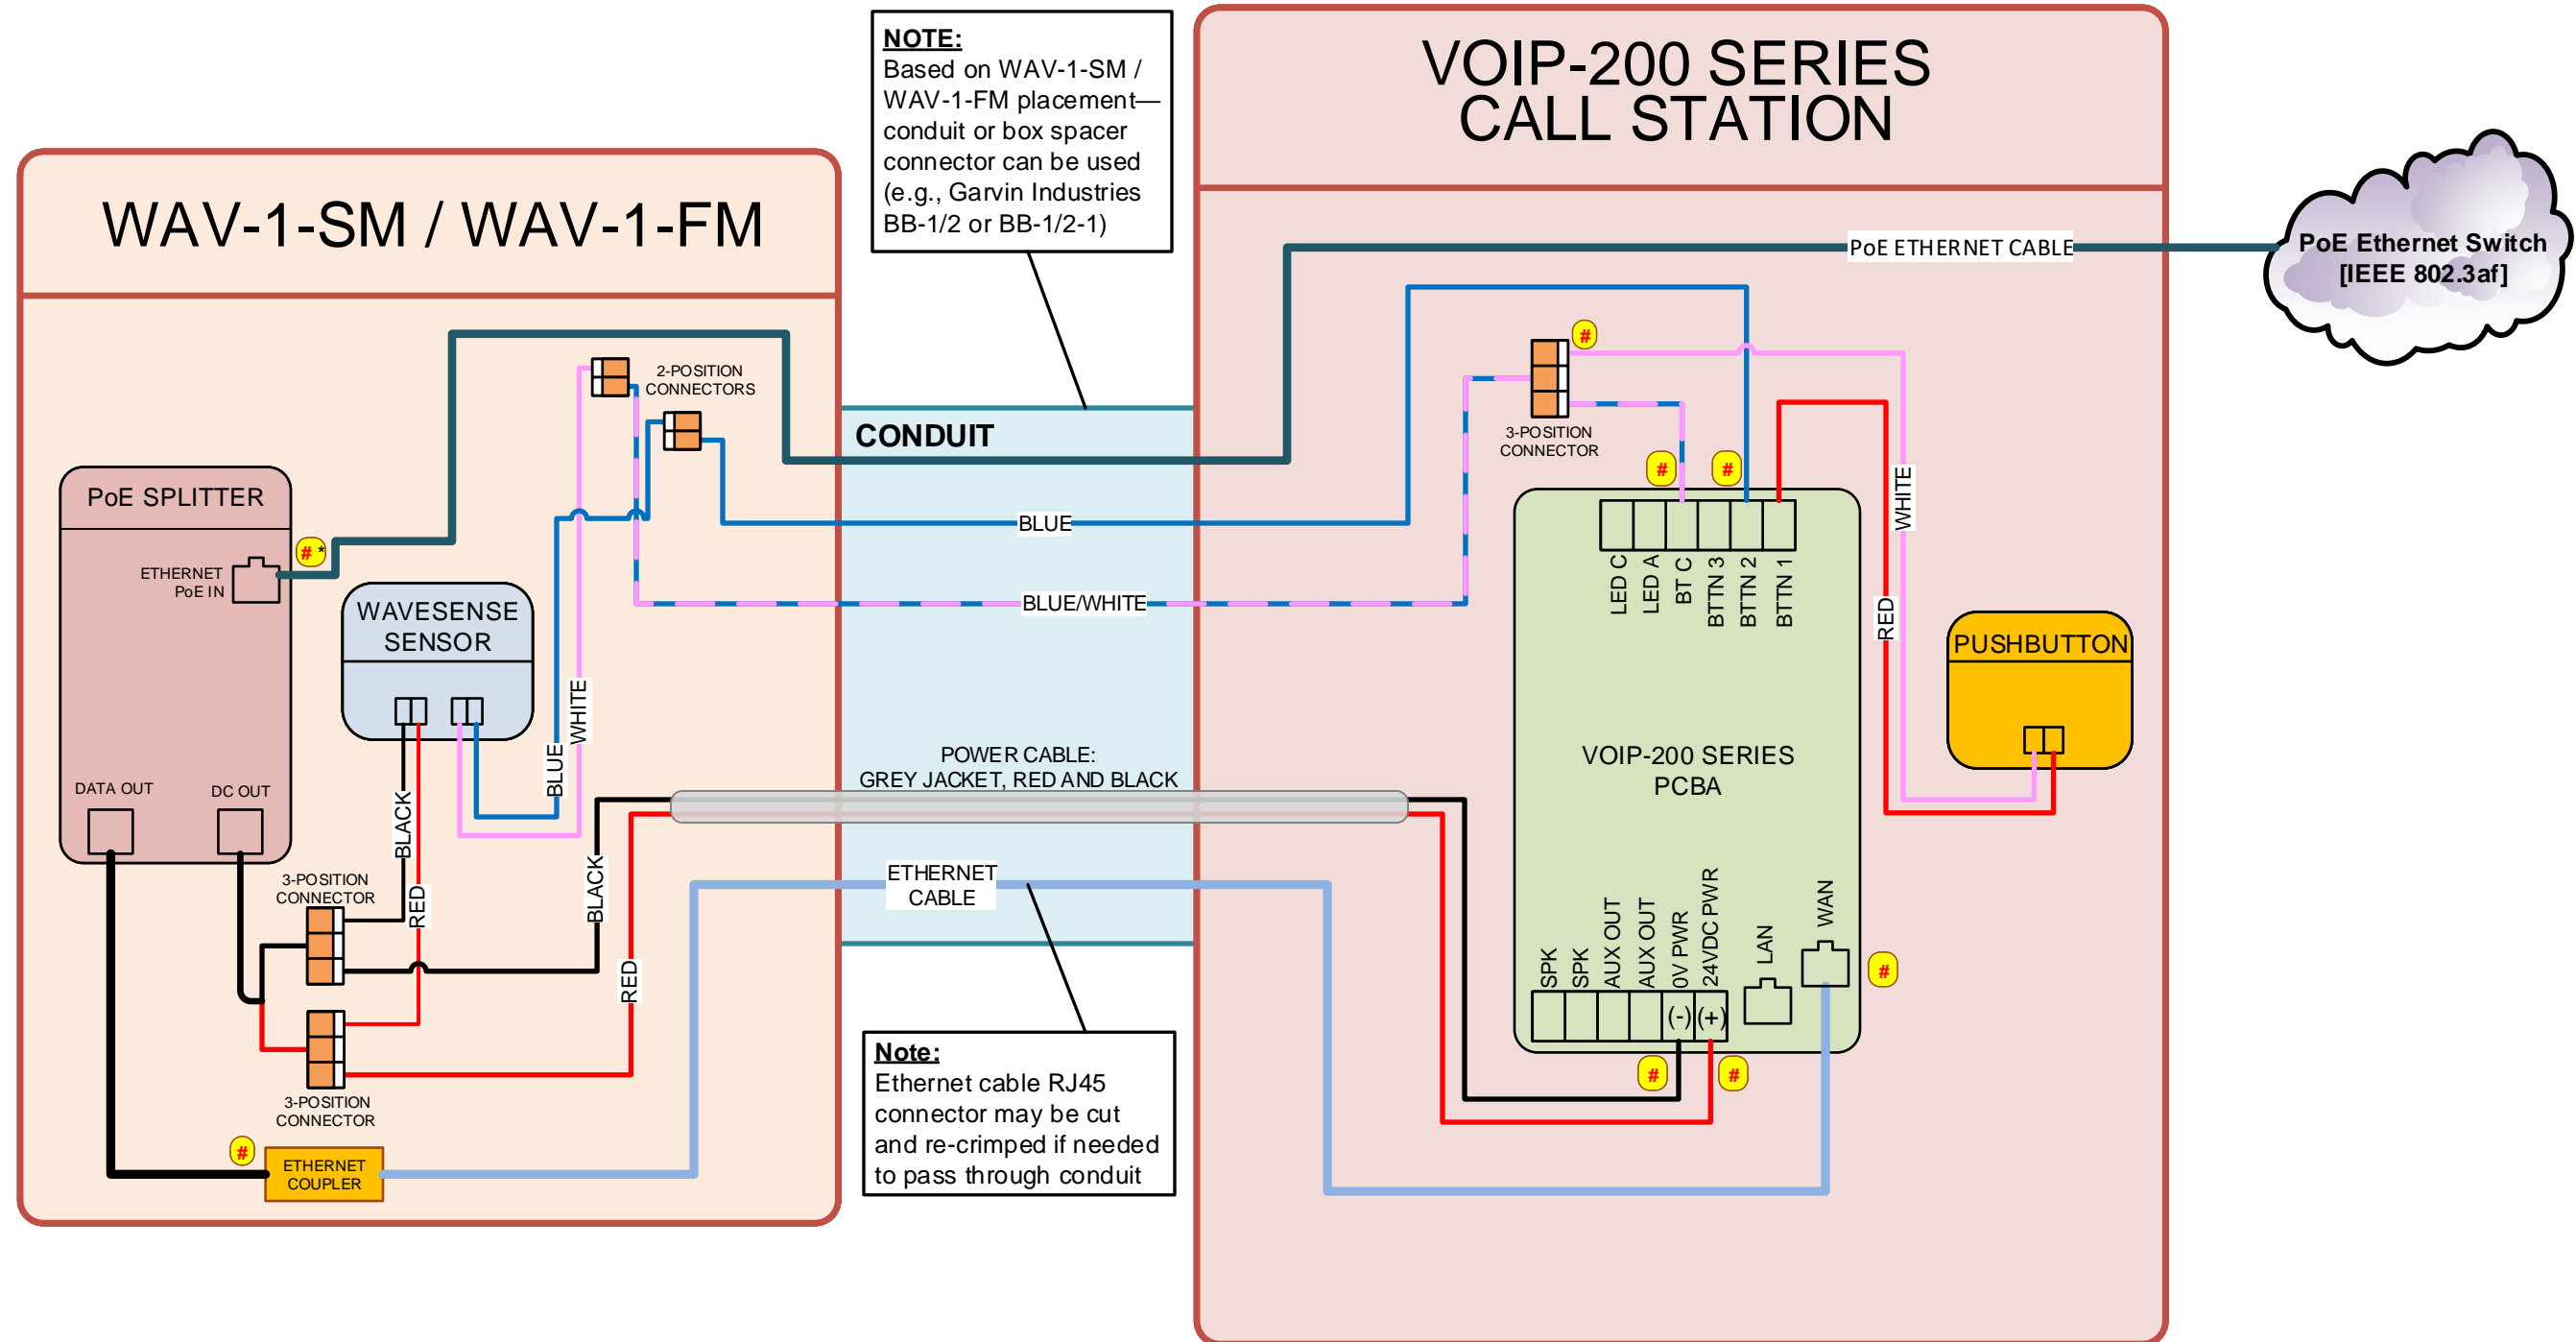 NOTE:
Based on WAV-1-SM /
WAV-1-FM placement—
conduit or box spacer
connector can be used
(e.g., Garvin Industries
BB-1/2 or BB-1/2-1)
VOIP-200 SERIES
CALL STATION
WAV-1-SM / WAV-1-FM
PoE ETHERNET CABLE
PoE Ethernet Switch
[IEEE 802.3af]
2-POSITION
CONNECTORS
#
CONDUIT
3-POSITION
CONNECTOR
#
#
PoE SPLITTER
#*
ETHERNET
PoE IN
BLUE
WHITE
BLUE/WHITE
WAVESENSE
SENSOR
LED C
LED A
BT C
BTTN 3
BTTN 2
BTTN 1
RED
PUSHBUTTON
WHITE
BLUE
POWER CABLE:
GREY JACKET, RED AND BLACK
VOIP-200 SERIES
PCBA
DATA OUT
DC OUT
BLACK
RED
BLACK
RED
3-POSITION
CONNECTOR
ETHERNET
CABLE
SPK
SPK
AUX OUT
AUX OUT
0V PWR
24VDC PWR
LAN
WAN
#
(-)
(+)
#
#
3-POSITION
CONNECTOR
Note:
Ethernet cable RJ45
connector may be cut
and re-crimped if needed
to pass through conduit
#
ETHERNET
COUPLER